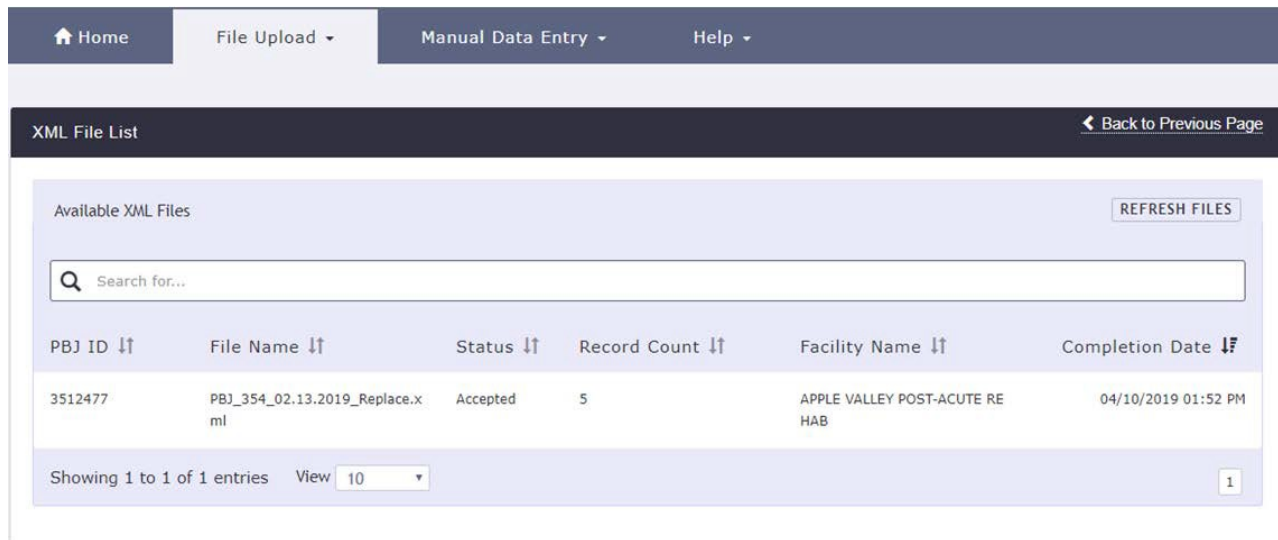 Home File Upload Manual Data Entry Help
XML File List Back to Previous Page
Available XML Files REFRESH FILES
Search for...
PBJ ID File Name Status Record Count Facility Name Completion Date
3512477 PBJ_354_02.13.2019_Replace.x Accepted 5 APPLE VALLEY POST-ACUTE RE 04/10/2019 01:52 PM
ml HAB
Showing 1 to 1 of 1 entries View 10 1